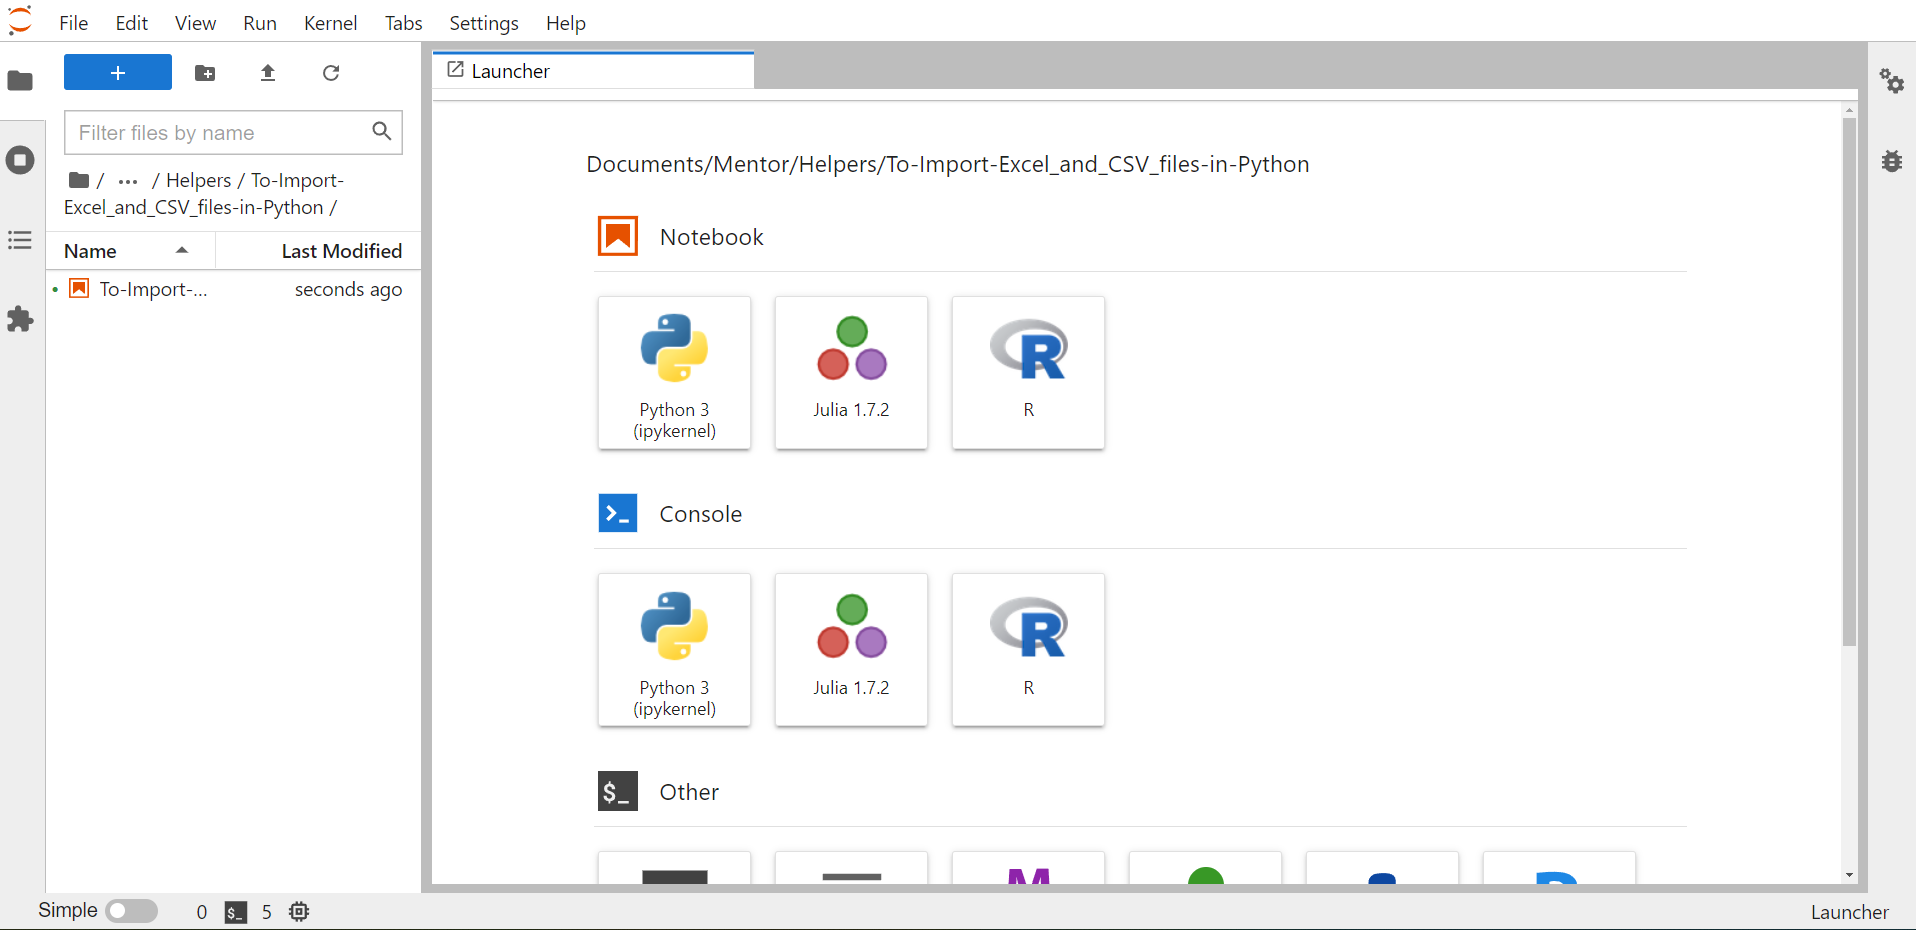 File Edit View Run Kernel Tabs Settings Help
+
Filter files by name
/ ... / Helpers / To-Import-
Excel_and_CSV_files-in-Python /
Name Last Modified
To-Import-... seconds ago
Launcher
Documents/Mentor/Helpers/To-Import-Excel_and_CSV_files-in-Python
Notebook
Python 3
(ipykernel)
Julia 1.7.2
R
Console
Python 3
(ipykernel)
Julia 1.7.2
R
$_ Other
M
Simple 0 $_ 5 Launcher